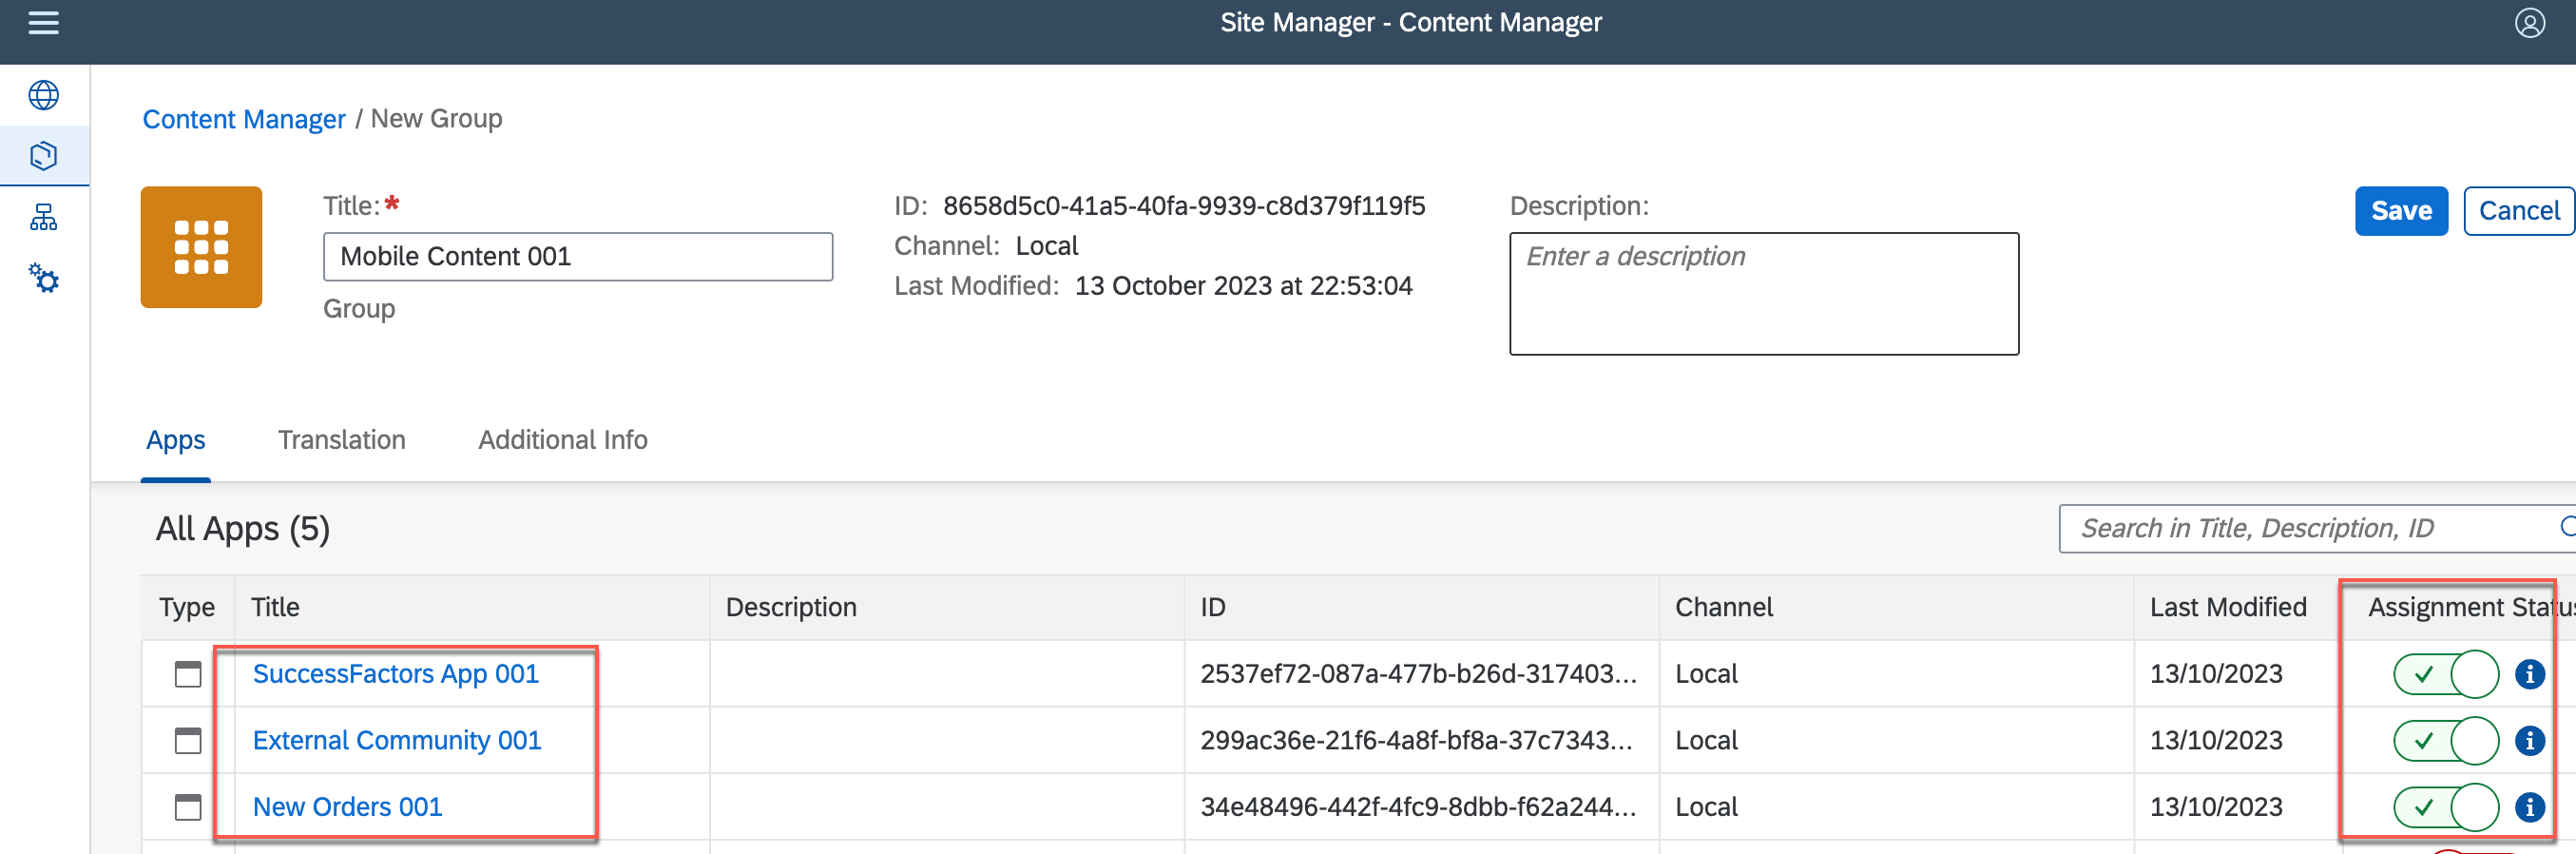 Site Manager - Content Manager
Content Manager / New Group
Title:*
Mobile Content 001
Group
ID: 8658d5c0-41a5-40fa-9939-c8d379f119f5
Channel: Local
Last Modified: 13 October 2023 at 22:53:04
Description:
Enter a description
Save Cancel
Apps Translation Additional Info
All Apps (5)
Search in Title, Description, ID
Type Title Description ID Channel Last Modified Assignment Status
SuccessFactors App 001 2537ef72-087a-477b-b26d-317403... Local 13/10/2023
External Community 001 299ac36e-21f6-4a8f-bf8a-37c7343... Local 13/10/2023
New Orders 001 34e48496-442f-4fc9-8dbb-f62a244... Local 13/10/2023